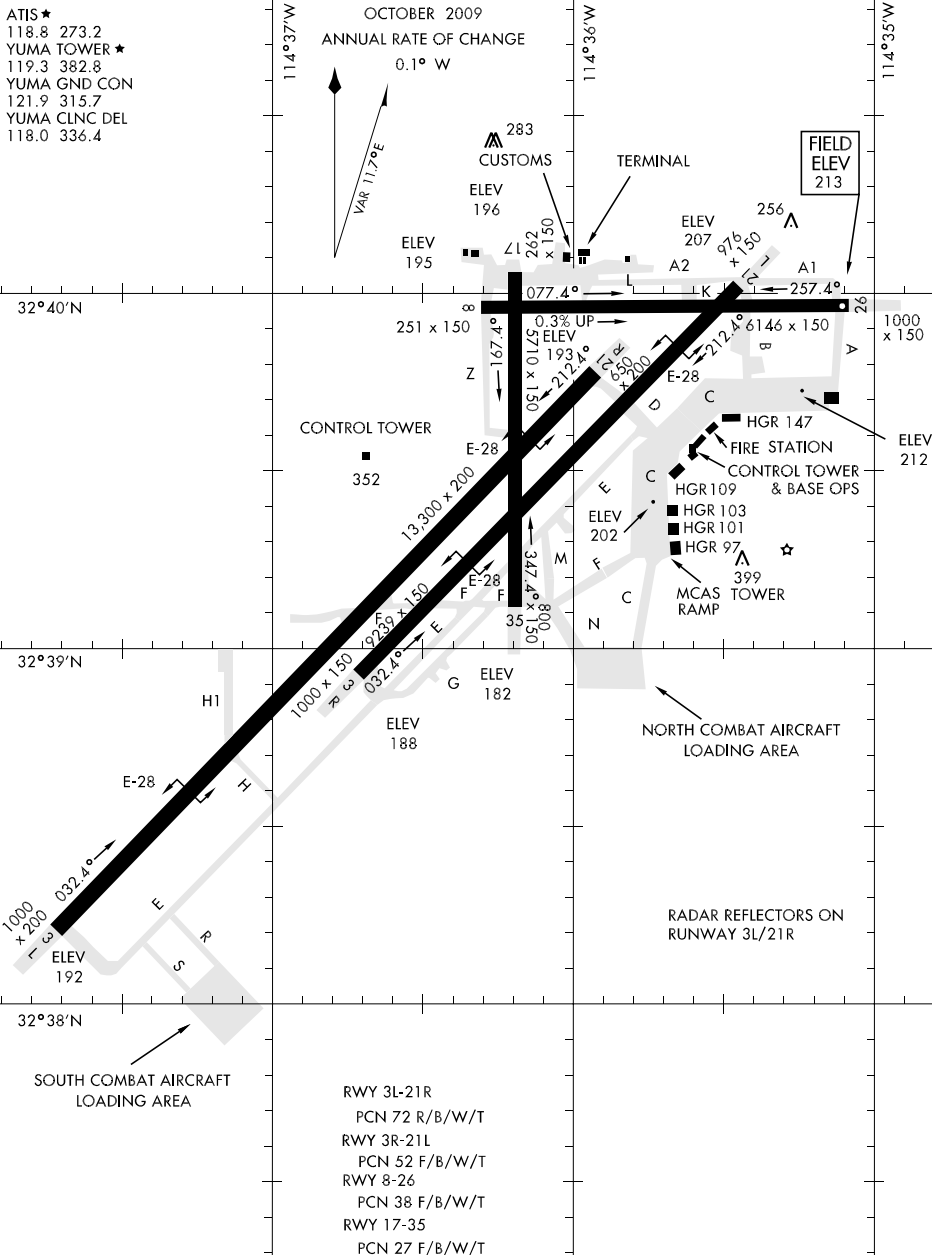 ATIS★
118.8 273.2
YUMA TOWER★
119.3 382.8
YUMA GND CON
121.9 315.7
YUMA CLNC DEL
118.0 336.4
OCTOBER 2009
ANNUAL RATE OF CHANGE
0.1° W
VAR 11.7°E
114°37'W
114°36'W
114°35'W
283
CUSTOMS
TERMINAL
FIELD
ELEV
213
256
ELEV
196
ELEV
195
ELEV
207
17
262
x 150
976
x 150
21
L
L
A2
A1
K
B
A
32°40'N
8
077.4°
257.4°
26
251 x 150
0.3% UP
6146 x 150
1000
x 150
167.4°
5710 x 150
ELEV
193
212.4°
21
R
650
x 200
212.4°
E-28
Z
D
C
HGR 147
FIRE STATION
ELEV
212
CONTROL TOWER
352
E-28
CONTROL TOWER
& BASE OPS
C
HGR109
E
13,300 x 200
ELEV
202
HGR 103
HGR 101
HGR 97
399
TOWER
MCAS
RAMP
M
F
C
N
E-28
F
F
F
347.4°
800
x 150
35
9239 x 150
E
32°39'N
1000 x 150
3
R
032.4°
G
ELEV
182
ELEV
188
H1
NORTH COMBAT AIRCRAFT
LOADING AREA
E-28
H
032.4°
1000
x 200
3
L
ELEV
192
E
R
S
RADAR REFLECTORS ON
RUNWAY 3L/21R
32°38'N
SOUTH COMBAT AIRCRAFT
LOADING AREA
RWY 3L-21R
PCN 72 R/B/W/T
RWY 3R-21L
PCN 52 F/B/W/T
RWY 8-26
PCN 38 F/B/W/T
RWY 17-35
PCN 27 F/B/W/T